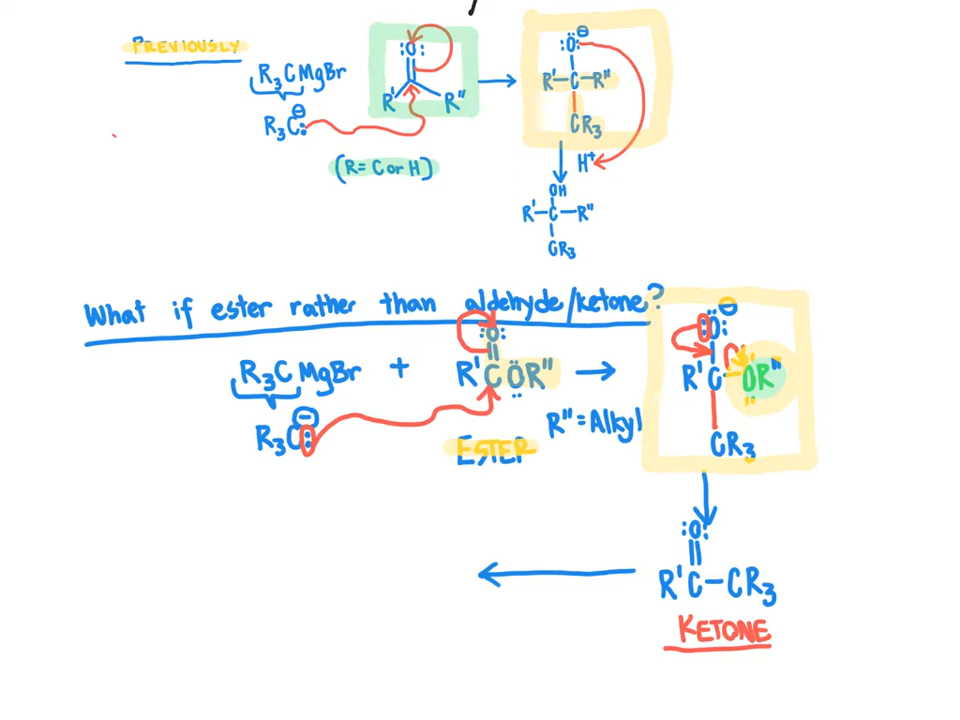 PREVIOUSLY
R₃CMgBr
R₃C:⊖
:O:
R' R"
(R= C or H)
:Ö:⊖
R'—C—R"
CR₃
H⁺
OH
R'—C—R"
CR₃
What if ester rather than aldehyde/ketone?
R₃CMgBr + R'CÖR"
:O:
R₃C:⊖
ESTER
R"=Alkyl
:Ö:⊖
R'C—ÖR"
CR₃
:O:
R'C—CR₃
KETONE